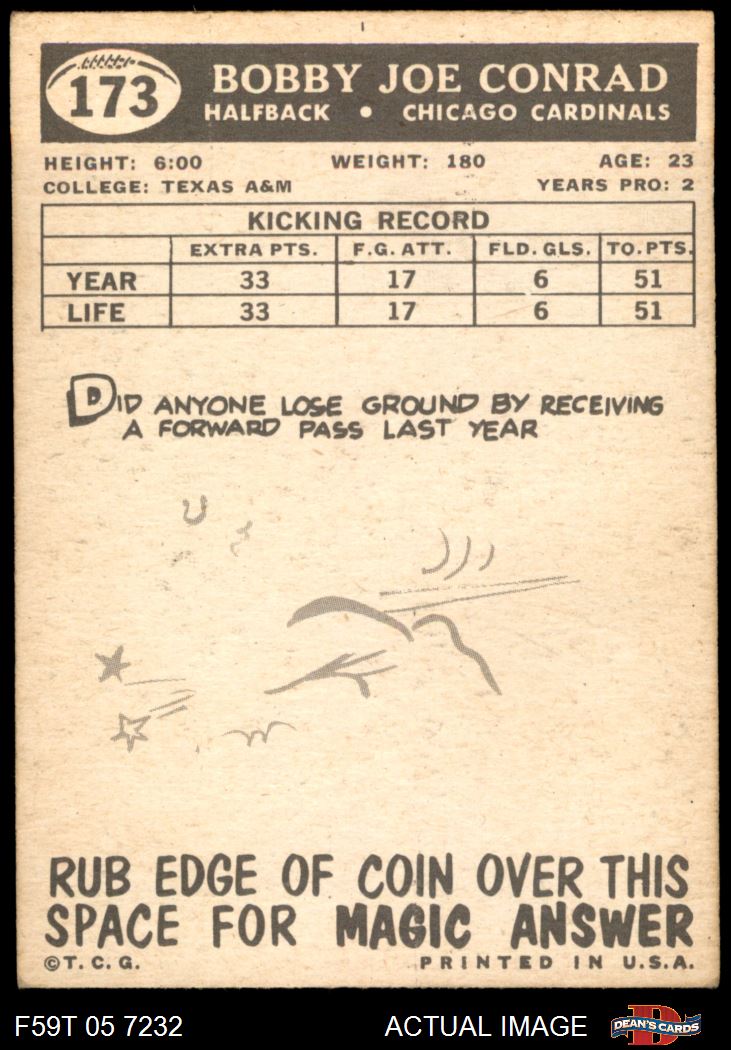 173
BOBBY JOE CONRAD
HALFBACK • CHICAGO CARDINALS
HEIGHT: 6:00 WEIGHT: 180 AGE: 23
COLLEGE: TEXAS A&M YEARS PRO: 2
KICKING RECORD
EXTRA PTS. F.G. ATT. FLD. GLS. TO. PTS.
YEAR 33 17 6 51
LIFE 33 17 6 51
DID ANYONE LOSE GROUND BY RECEIVING
A FORWARD PASS LAST YEAR
RUB EDGE OF COIN OVER THIS
SPACE FOR MAGIC ANSWER
©T.C.G. PRINTED IN U.S.A.
F59T 05 7232 ACTUAL IMAGE DEAN'S CARDS